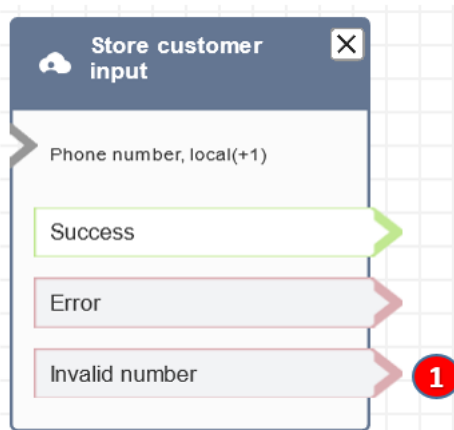 Store customer
input
Phone number, local(+1)
Success
Error
Invalid number
1